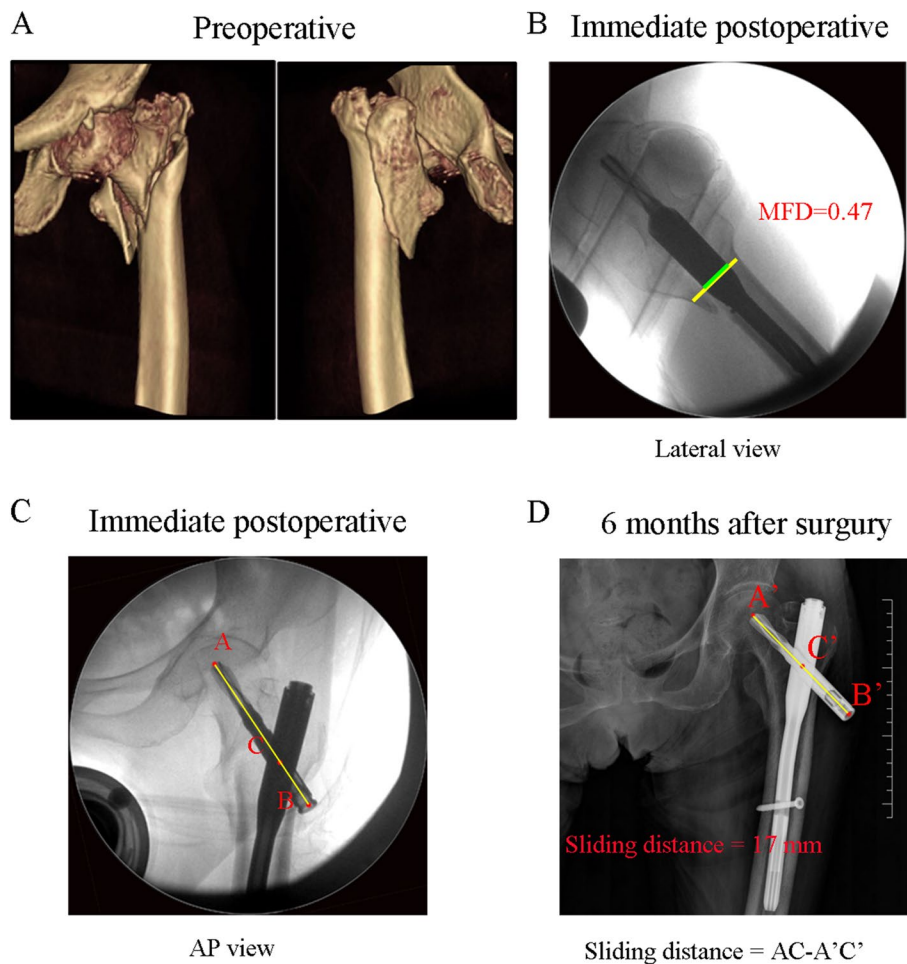 A
Preoperative
B
Immediate postoperative
MFD=0.47
Lateral view
C
Immediate postoperative
A
C
B
AP view
D
6 months after surgury
A'
C'
B'
Sliding distance = 17 mm
Sliding distance = AC-A'C'